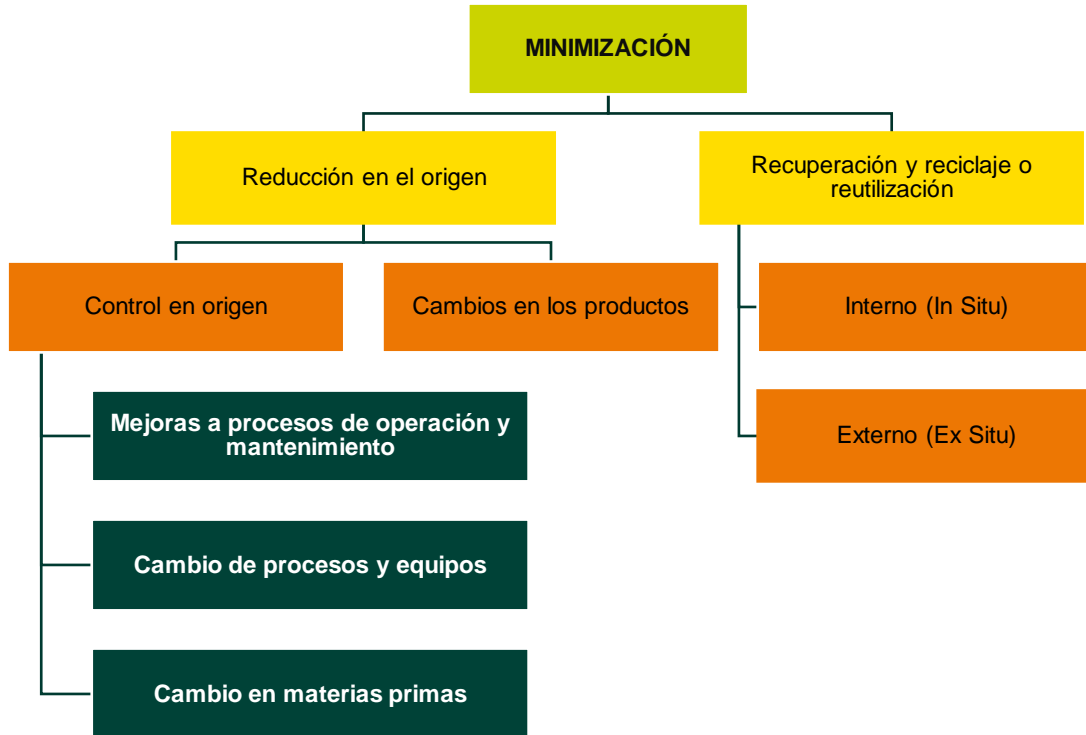 MINIMIZACIÓN
Reducción en el origen
Recuperación y reciclaje o
reutilización
Control en origen
Cambios en los productos
Interno (In Situ)
Mejoras a procesos de operación y
mantenimiento
Externo (Ex Situ)
Cambio de procesos y equipos
Cambio en materias primas